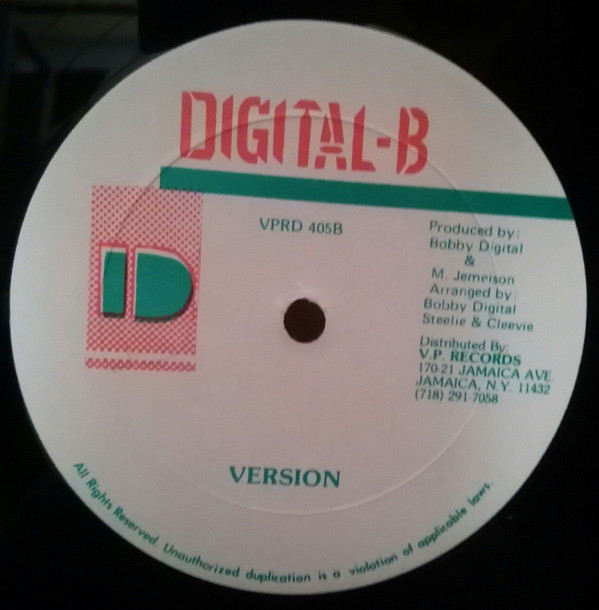 DIGITAL-B
VPRD 405B
D
Produced by:
Bobby Digital
&
M. Jemeison
Arranged by:
Bobby Digital
Steelie & Cleevie
Distributed By:
V.P. RECORDS
170-21 JAMAICA AVE.
JAMAICA, N.Y. 11432
(718) 291-7058
VERSION
All Rights Reserved. Unauthorized duplication is a violation of applicable laws.